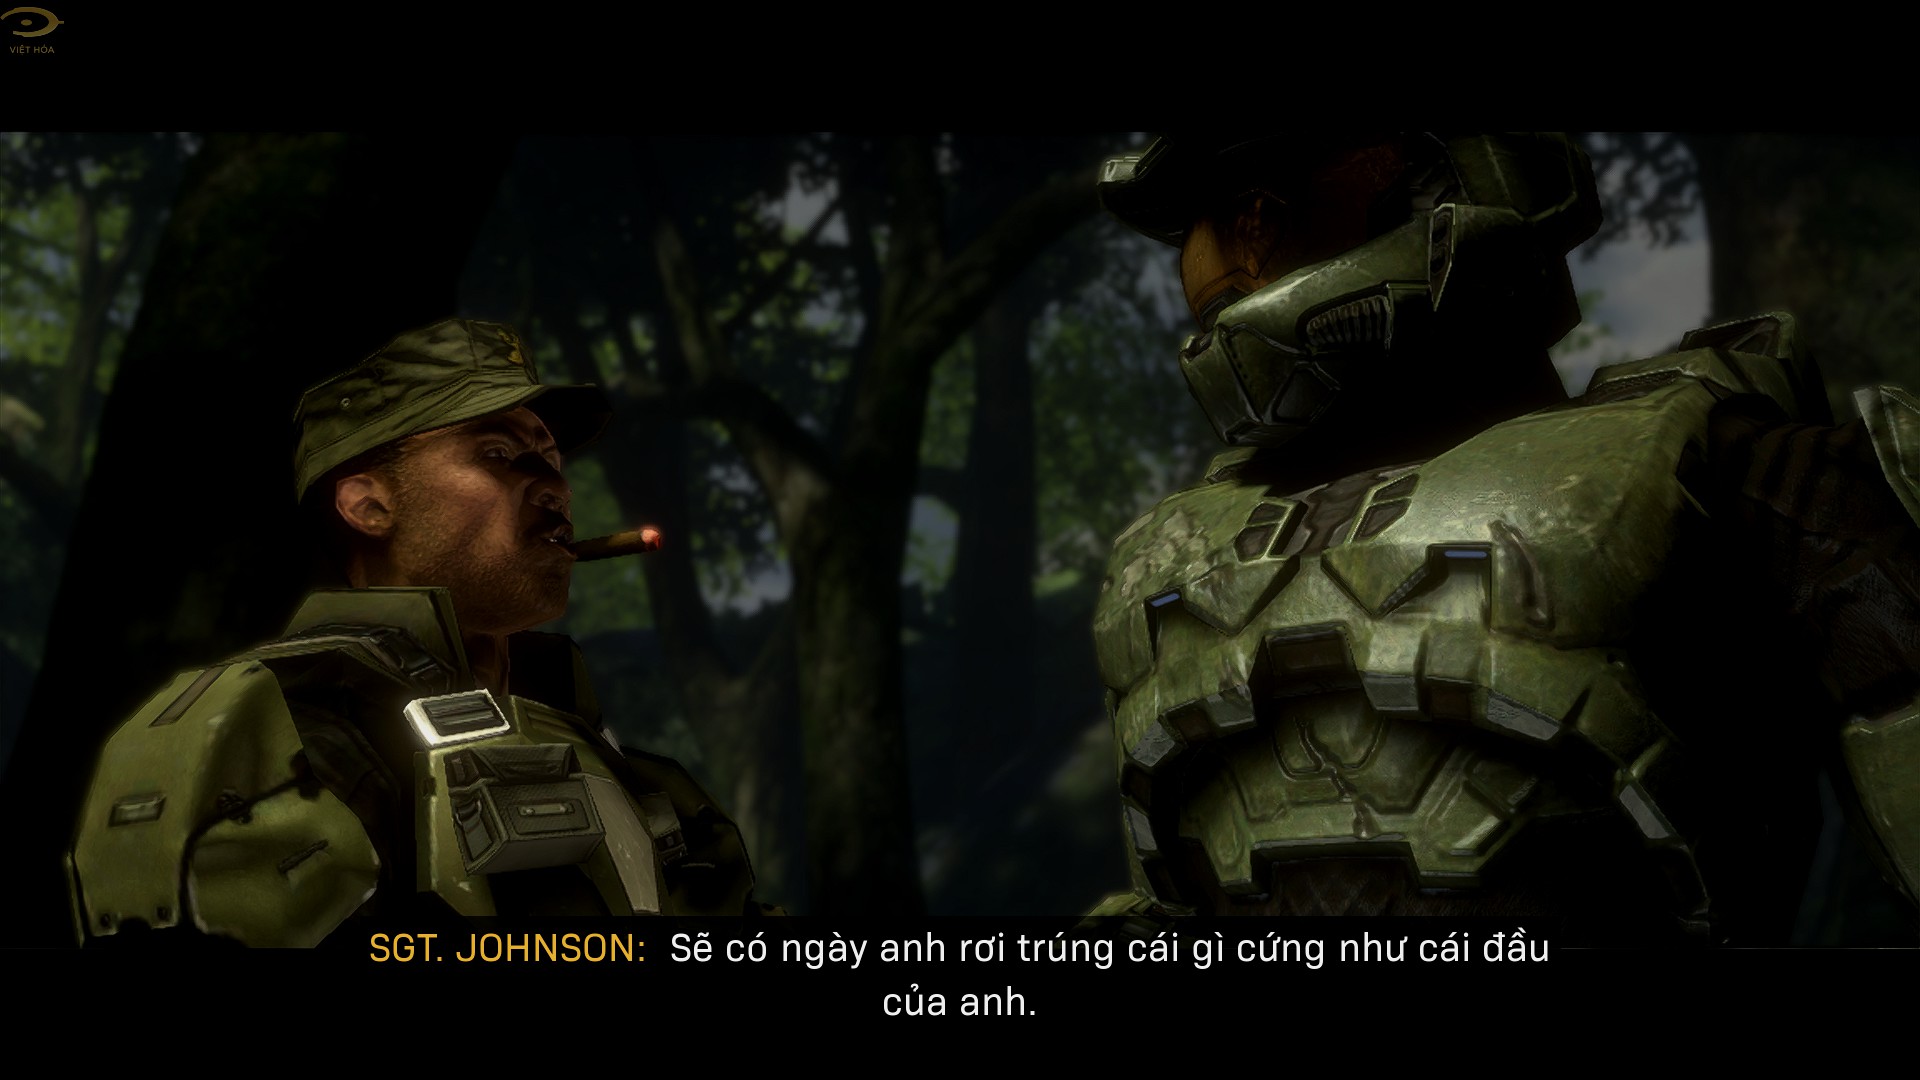 VIỆT HÓA
SGT. JOHNSON: Sẽ có ngày anh rơi trúng cái gì cứng như cái đầu
của anh.